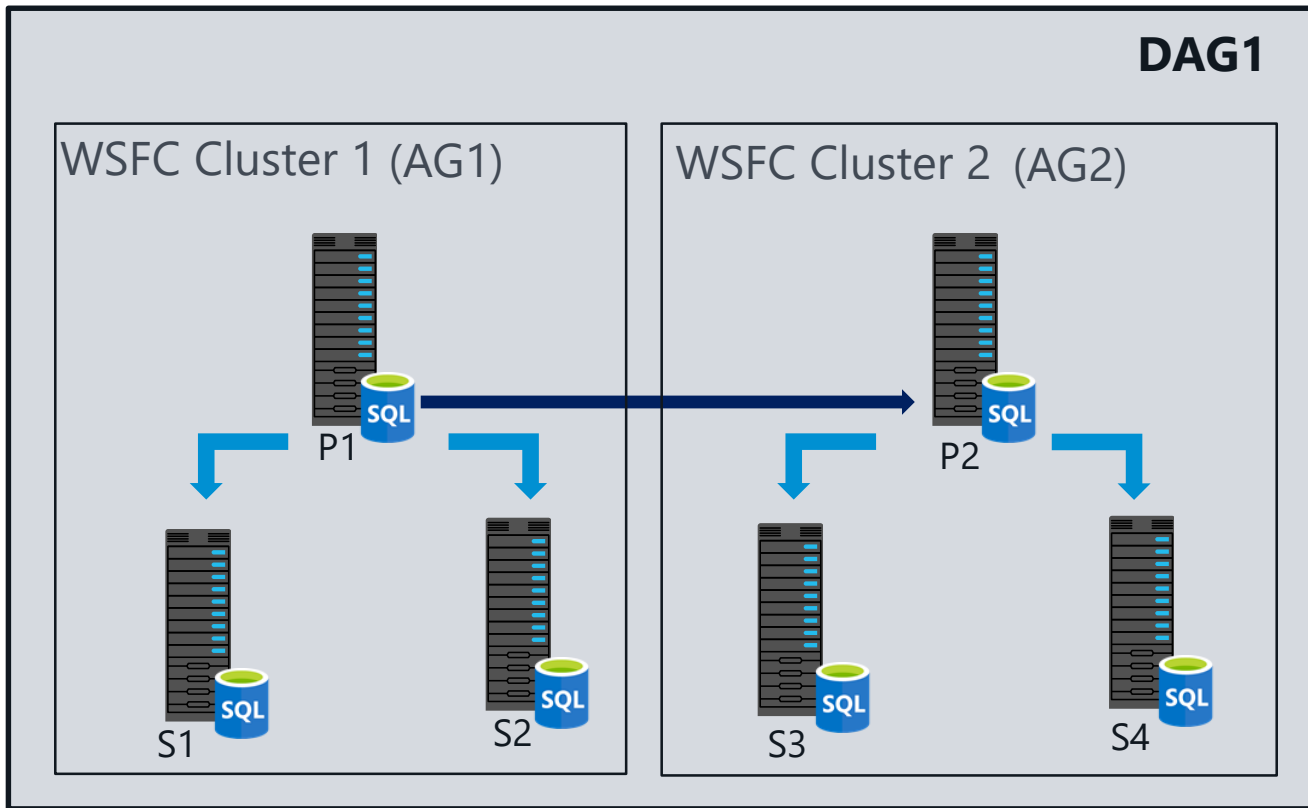 DAG1
WSFC Cluster 1 (AG1)
WSFC Cluster 2 (AG2)
SQL
SQL
P1
P2
SQL
SQL
SQL
SQL
S1
S2
S3
S4